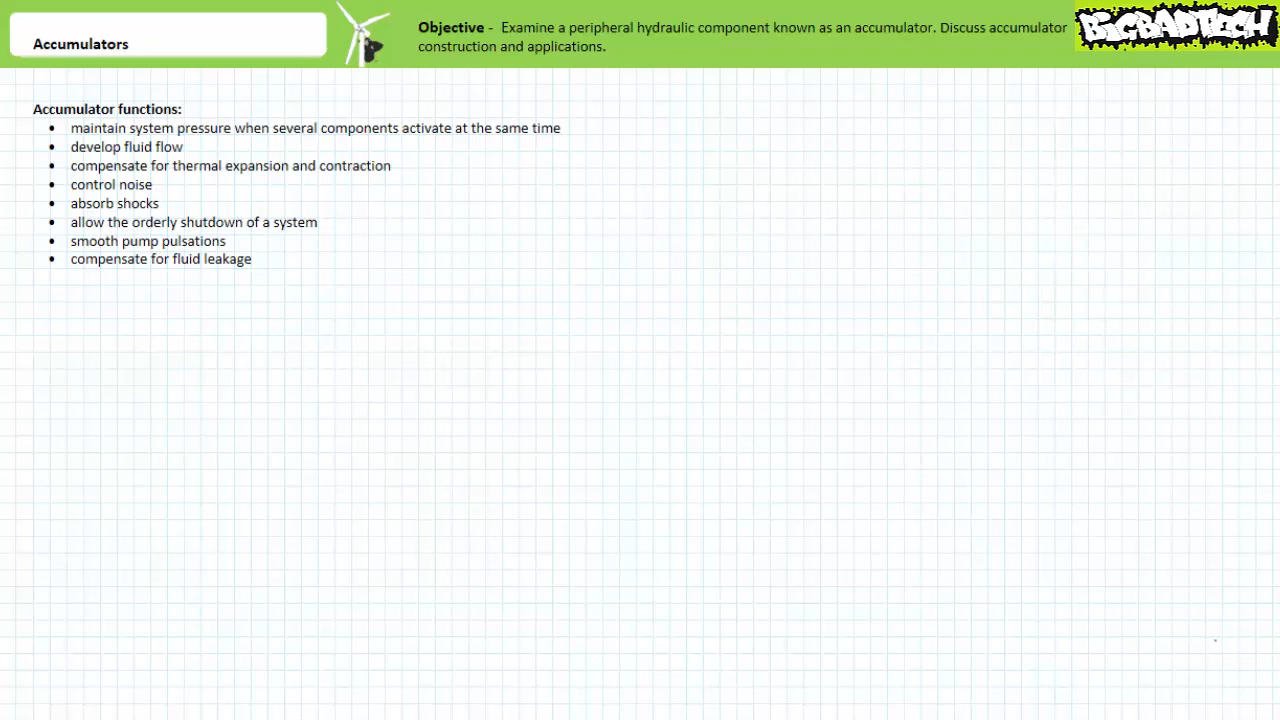 Accumulators
Objective - Examine a peripheral hydraulic component known as an accumulator. Discuss accumulator
construction and applications.
BIGBADTECH
Accumulator functions:
• maintain system pressure when several components activate at the same time
• develop fluid flow
• compensate for thermal expansion and contraction
• control noise
• absorb shocks
• allow the orderly shutdown of a system
• smooth pump pulsations
• compensate for fluid leakage